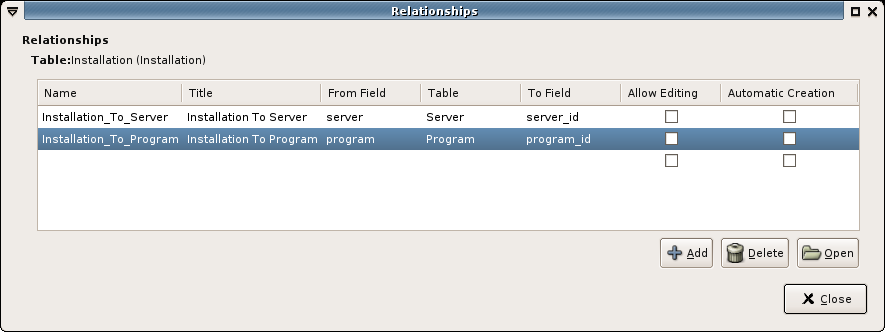 Relationships
Relationships
Table:Installation (Installation)
Name Title From Field Table To Field Allow Editing Automatic Creation
Installation_To_Server Installation To Server server Server server_id
Installation_To_Program Installation To Program program Program program_id
Add Delete Open
Close